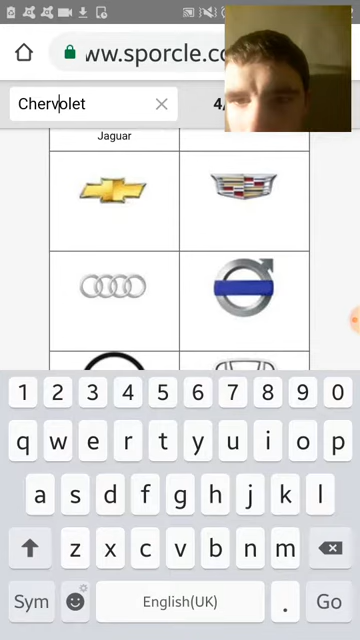 www.sporcle.co
Chervolet
4/
Jaguar
1 2 3 4 5 6 7 8 9 0
q w e r t y u i o p
a s d f g h j k l
z x c v b n m
Sym English(UK) . Go